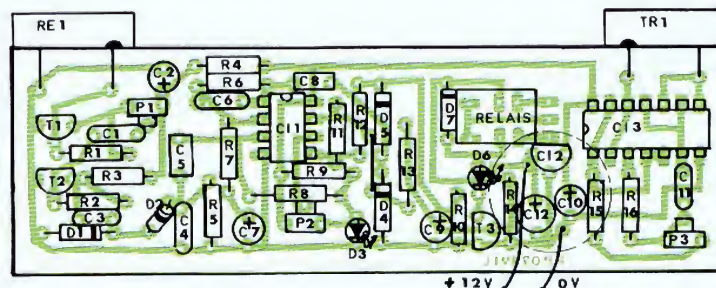 RE1 TR1
C2 R4 R6 C8
P1 C6 D7 RELAIS
T1 C1 CI1 R11 R12 D5 CI3
R1 C5 R7 R13 D6 CI2
T2 R3 R9
R2 R8 R14 C12 C10 R15 R16 C11
C3 D2 R5 P2 D4
D1 C4 C7 D3 C9 R10 T3 P3
+12V 0V